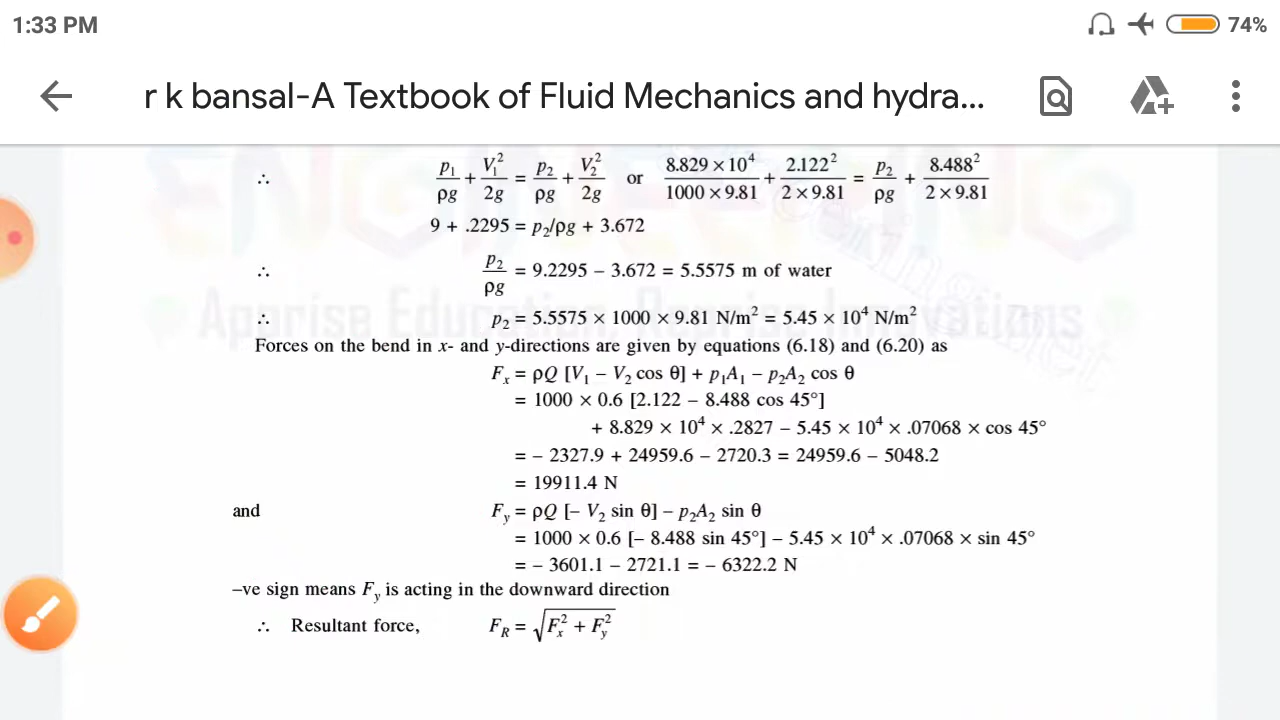 1:33 PM 74%
r k bansal-A Textbook of Fluid Mechanics and hydra...
∴ p₁/ρg + V₁²/2g = p₂/ρg + V₂²/2g or 8.829 × 10⁴/1000 × 9.81 + 2.122²/2 × 9.81 = p₂/ρg + 8.488²/2 × 9.81
9 + .2295 = p₂/ρg + 3.672
∴ p₂/ρg = 9.2295 – 3.672 = 5.5575 m of water
∴ p₂ = 5.5575 × 1000 × 9.81 N/m² = 5.45 × 10⁴ N/m²
Forces on the bend in x- and y-directions are given by equations (6.18) and (6.20) as
Fₓ = ρQ [V₁ – V₂ cos θ] + p₁A₁ – p₂A₂ cos θ
= 1000 × 0.6 [2.122 – 8.488 cos 45°]
+ 8.829 × 10⁴ × .2827 – 5.45 × 10⁴ × .07068 × cos 45°
= – 2327.9 + 24959.6 – 2720.3 = 24959.6 – 5048.2
= 19911.4 N
and F_y = ρQ [– V₂ sin θ] – p₂A₂ sin θ
= 1000 × 0.6 [– 8.488 sin 45°] – 5.45 × 10⁴ × .07068 × sin 45°
= – 3601.1 – 2721.1 = – 6322.2 N
–ve sign means F_y is acting in the downward direction
∴ Resultant force, F_R = √(Fₓ² + F_y²)